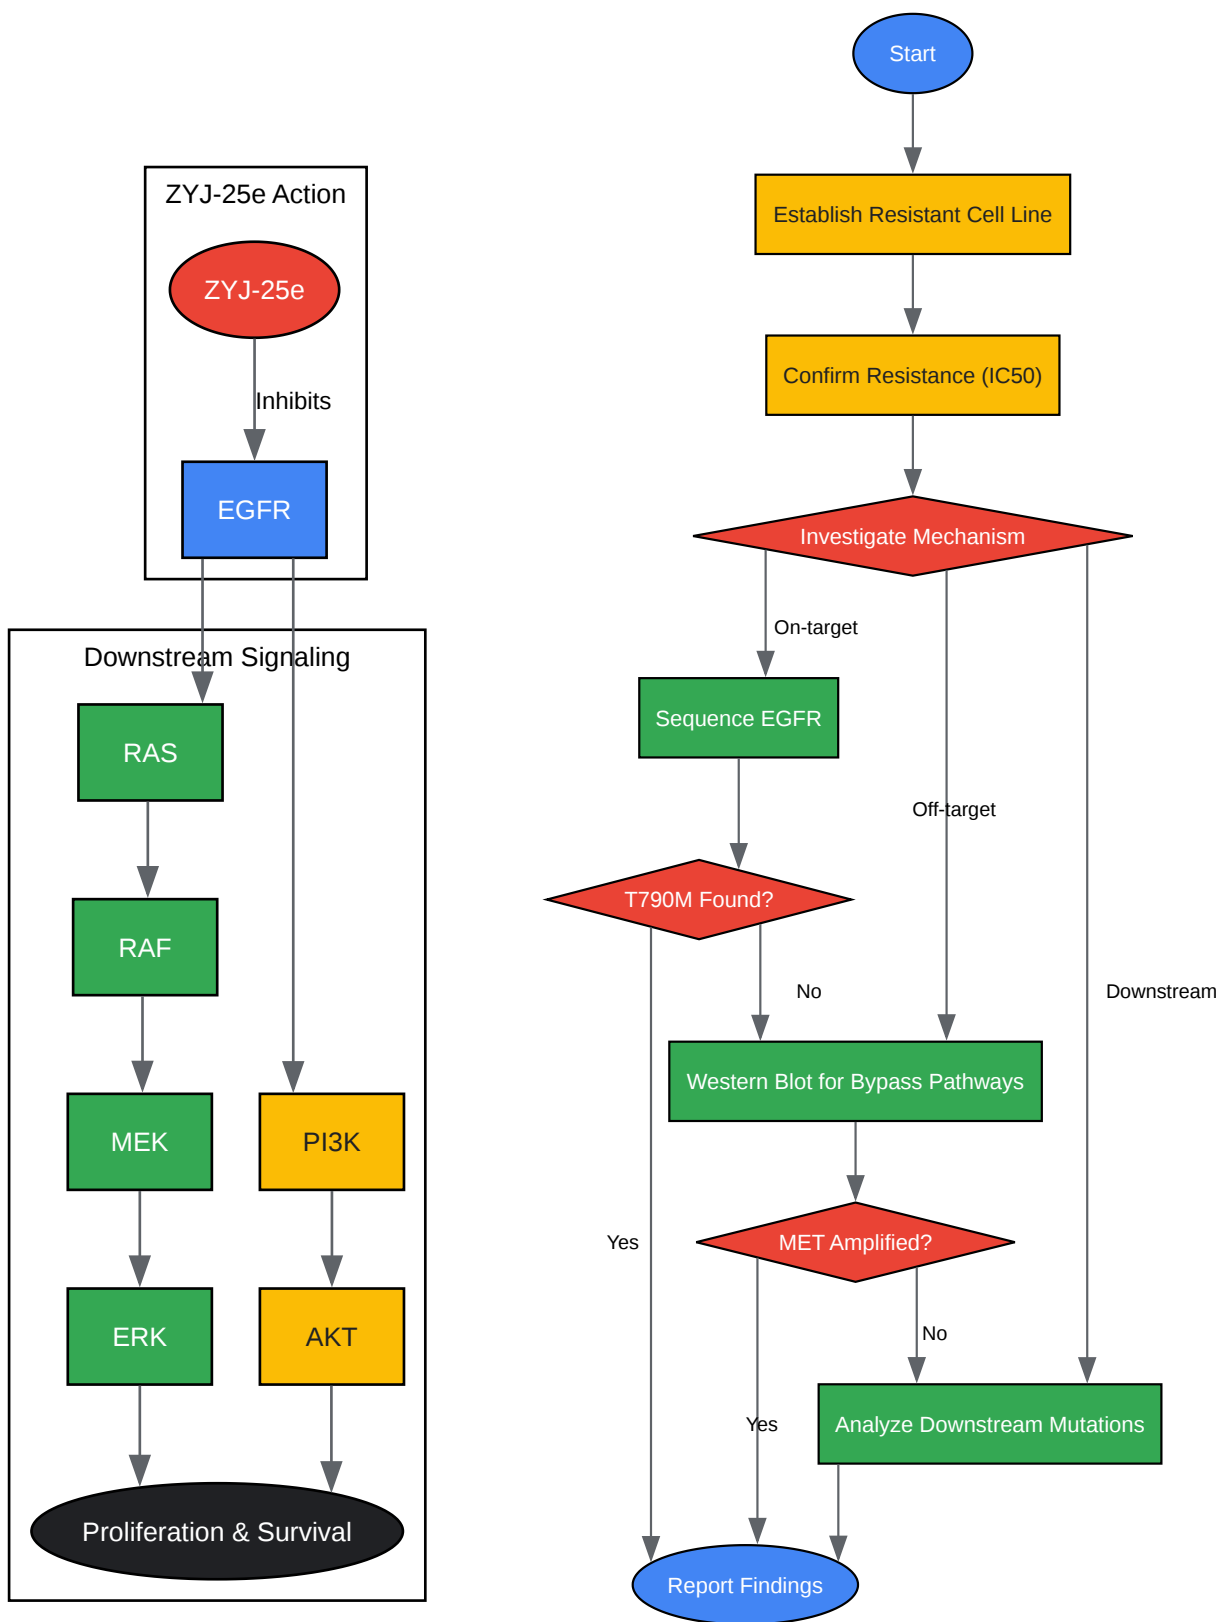 ZYJ-25e Action
ZYJ-25e
Inhibits
EGFR
Downstream Signaling
RAS
RAF
MEK
PI3K
ERK
AKT
Proliferation & Survival
Start
Establish Resistant Cell Line
Confirm Resistance (IC50)
Investigate Mechanism
On-target
Sequence EGFR
Off-target
T790M Found?
No
Downstream
Western Blot for Bypass Pathways
Yes
MET Amplified?
No
Yes
Analyze Downstream Mutations
Report Findings